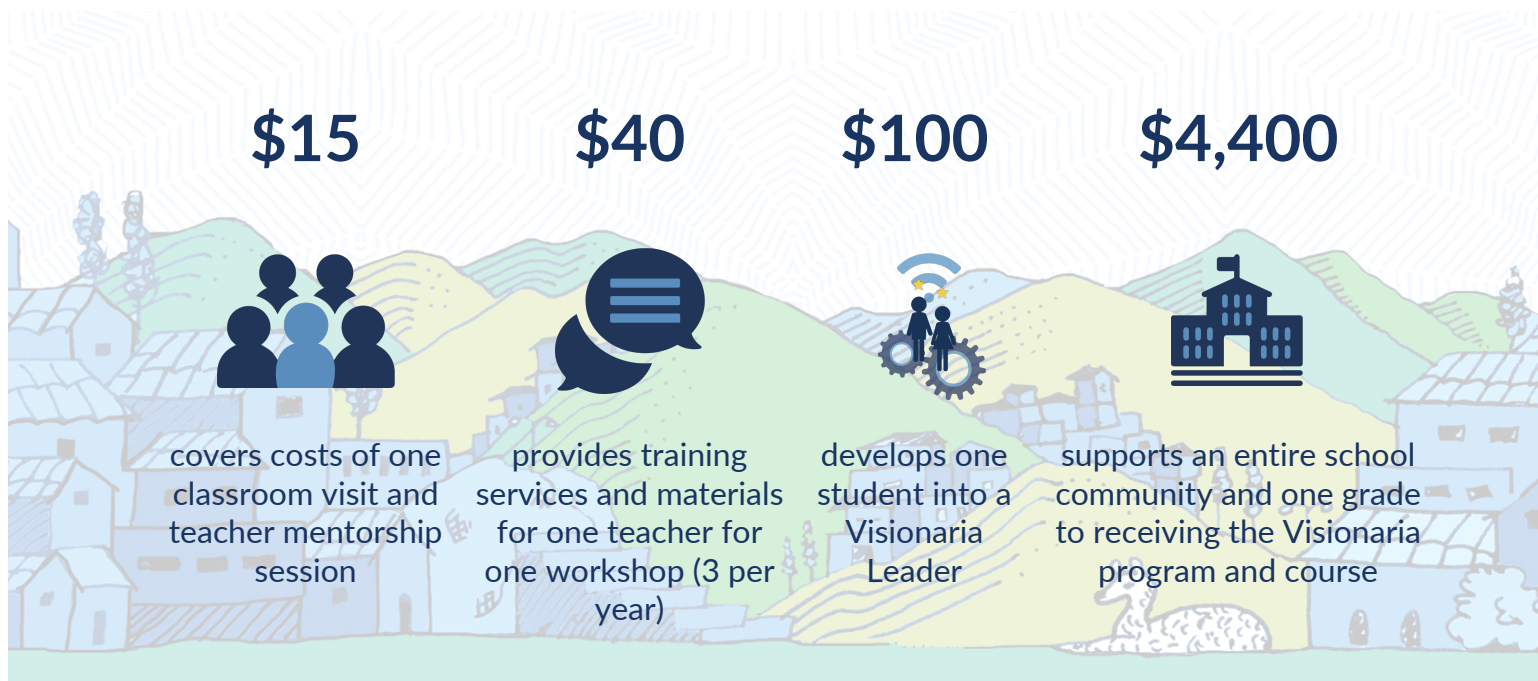 $15
covers costs of one
classroom visit and
teacher mentorship
session
$40
provides training
services and materials
for one teacher for
one workshop (3 per
year)
$100
develops one
student into a
Visionaria
Leader
$4,400
supports an entire school
community and one grade
to receiving the Visionaria
program and course